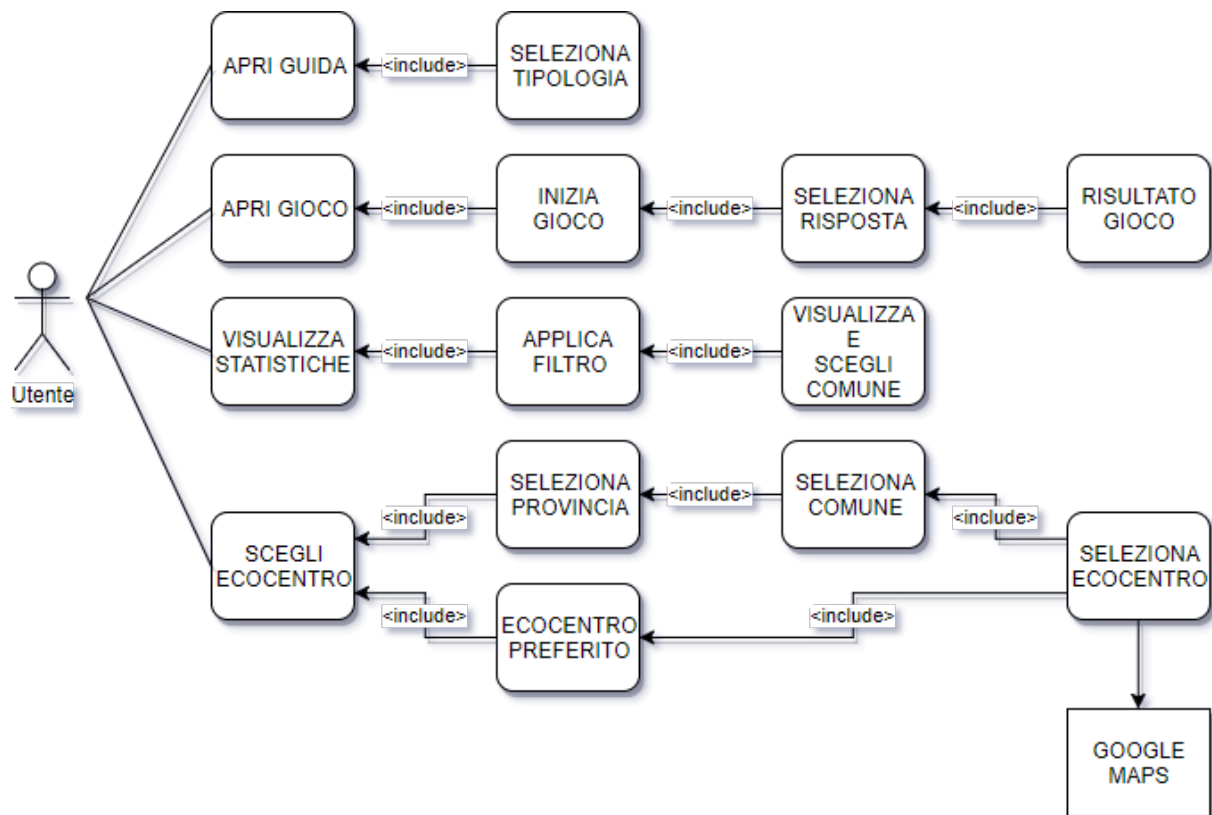 APRI GUIDA
<include>
SELEZIONA
TIPOLOGIA
APRI GIOCO
<include>
INIZIA
GIOCO
<include>
SELEZIONA
RISPOSTA
<include>
RISULTATO
GIOCO
Utente
VISUALIZZA
STATISTICHE
<include>
APPLICA
FILTRO
<include>
VISUALIZZA
E
SCEGLI
COMUNE
SCEGLI
ECOCENTRO
<include>
SELEZIONA
PROVINCIA
<include>
SELEZIONA
COMUNE
<include>
SELEZIONA
ECOCENTRO
<include>
ECOCENTRO
PREFERITO
<include>
GOOGLE
MAPS